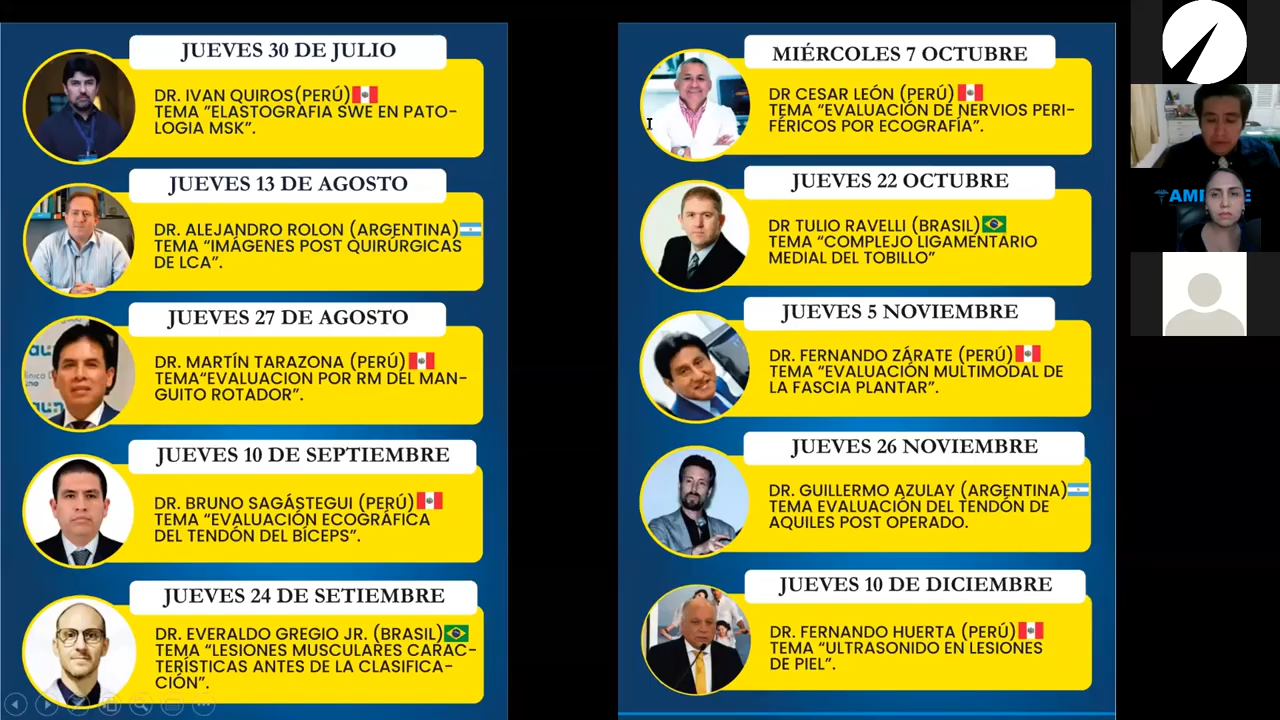 JUEVES 30 DE JULIO
DR. IVAN QUIROS(PERÚ)
TEMA "ELASTOGRAFIA SWE EN PATO-
LOGIA MSK".
JUEVES 13 DE AGOSTO
DR. ALEJANDRO ROLON (ARGENTINA)
TEMA "IMÁGENES POST QUIRÚRGICAS
DE LCA".
JUEVES 27 DE AGOSTO
DR. MARTÍN TARAZONA (PERÚ)
TEMA"EVALUACION POR RM DEL MAN-
GUITO ROTADOR".
JUEVES 10 DE SEPTIEMBRE
DR. BRUNO SAGÁSTEGUI (PERÚ)
TEMA "EVALUACIÓN ECOGRÁFICA
DEL TENDÓN DEL BÍCEPS".
JUEVES 24 DE SETIEMBRE
DR. EVERALDO GREGIO JR. (BRASIL)
TEMA "LESIONES MUSCULARES CARAC-
TERÍSTICAS ANTES DE LA CLASIFICA-
CIÓN".
MIÉRCOLES 7 OCTUBRE
DR CESAR LEÓN (PERÚ)
TEMA "EVALUACIÓN DE NERVIOS PERI-
FÉRICOS POR ECOGRAFÍA".
JUEVES 22 OCTUBRE
DR TULIO RAVELLI (BRASIL)
TEMA "COMPLEJO LIGAMENTARIO
MEDIAL DEL TOBILLO"
JUEVES 5 NOVIEMBRE
DR. FERNANDO ZÁRATE (PERÚ)
TEMA "EVALUACIÓN MULTIMODAL DE
LA FASCIA PLANTAR".
JUEVES 26 NOVIEMBRE
DR. GUILLERMO AZULAY (ARGENTINA)
TEMA EVALUACIÓN DEL TENDÓN DE
AQUILES POST OPERADO.
JUEVES 10 DE DICIEMBRE
DR. FERNANDO HUERTA (PERÚ)
TEMA "ULTRASONIDO EN LESIONES
DE PIEL".